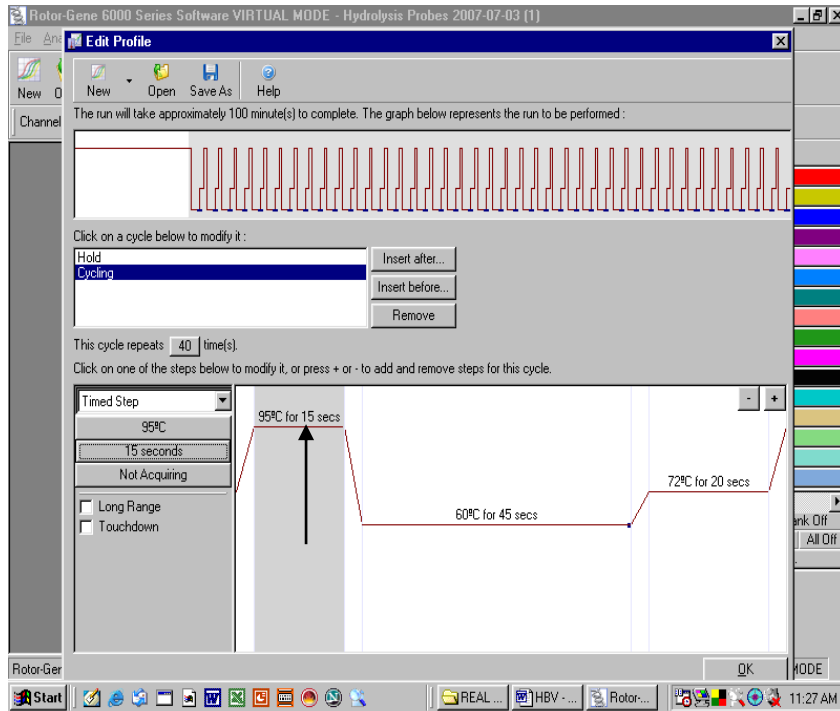 Rotor-Gene 6000 Series Software VIRTUAL MODE - Hydrolysis Probes 2007-07-03 (1)
File Ana
Edit Profile
New
New Open Save As Help
Channel
The run will take approximately 100 minute(s) to complete. The graph below represents the run to be performed :
Click on a cycle below to modify it :
Hold
Cycling
Insert after...
Insert before...
Remove
This cycle repeats 40 time(s).
Click on one of the steps below to modify it, or press + or - to add and remove steps for this cycle.
Timed Step
- +
95ºC
15 seconds
Not Acquiring
Long Range
Touchdown
95ºC for 15 secs
60ºC for 45 secs
72ºC for 20 secs
ank Off
All Off
OK
Rotor-Ger
MODE
Start
REAL ...
HBV - ...
Rotor-...
11:27 AM